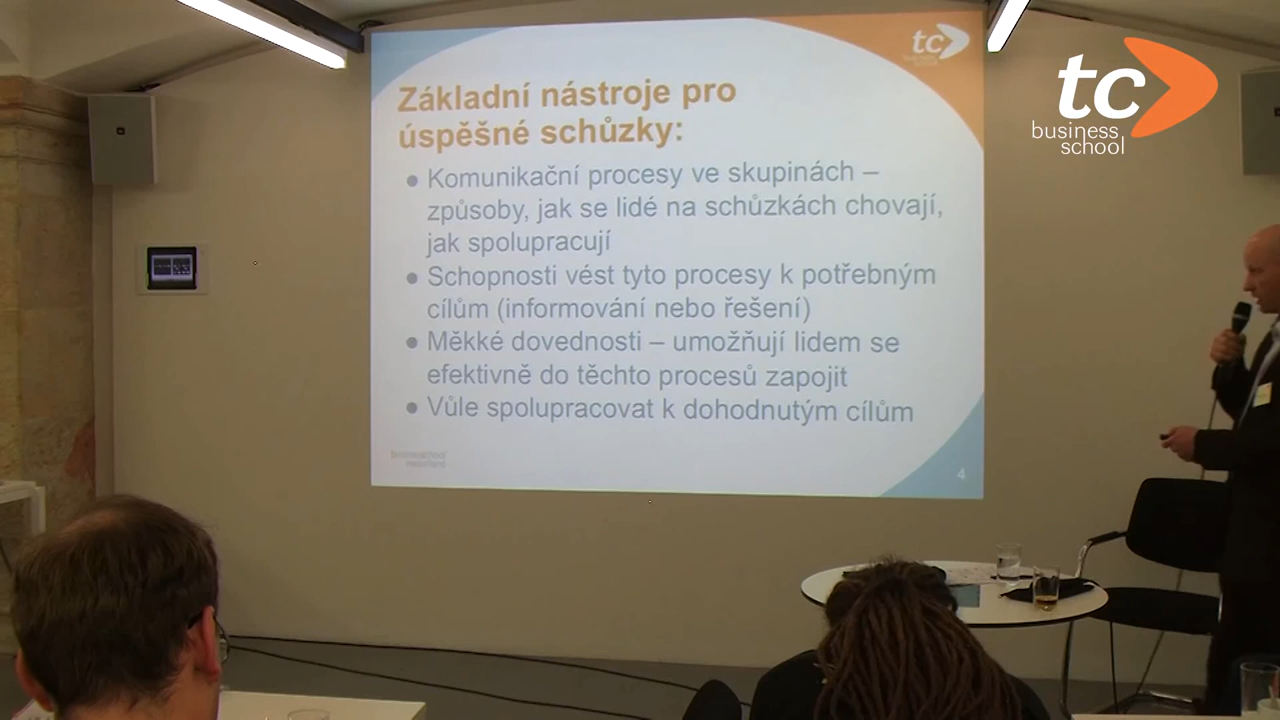 Základní nástroje pro
úspěšné schůzky:
● Komunikační procesy ve skupinách –
způsoby, jak se lidé na schůzkách chovají,
jak spolupracují
● Schopnosti vést tyto procesy k potřebným
cílům (informování nebo řešení)
● Měkké dovednosti – umožňují lidem se
efektivně do těchto procesů zapojit
● Vůle spolupracovat k dohodnutým cílům
4
tc
tc
business
school